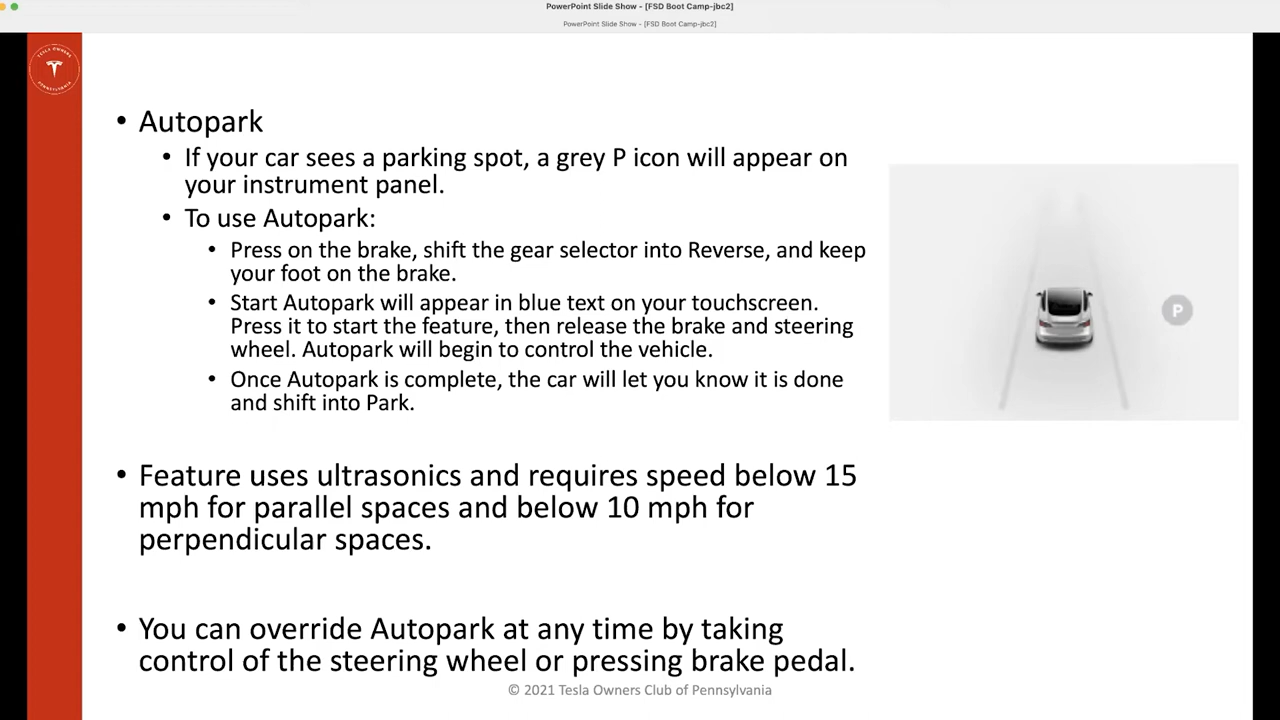 PowerPoint Slide Show - [FSD Boot Camp-jbc2]
PowerPoint Slide Show - [FSD Boot Camp-jbc2]
TESLA OWNERS
PENNSYLVANIA
• Autopark
• If your car sees a parking spot, a grey P icon will appear on
your instrument panel.
• To use Autopark:
• Press on the brake, shift the gear selector into Reverse, and keep
your foot on the brake.
• Start Autopark will appear in blue text on your touchscreen.
Press it to start the feature, then release the brake and steering
wheel. Autopark will begin to control the vehicle.
• Once Autopark is complete, the car will let you know it is done
and shift into Park.
P
• Feature uses ultrasonics and requires speed below 15
mph for parallel spaces and below 10 mph for
perpendicular spaces.
• You can override Autopark at any time by taking
control of the steering wheel or pressing brake pedal.
© 2021 Tesla Owners Club of Pennsylvania